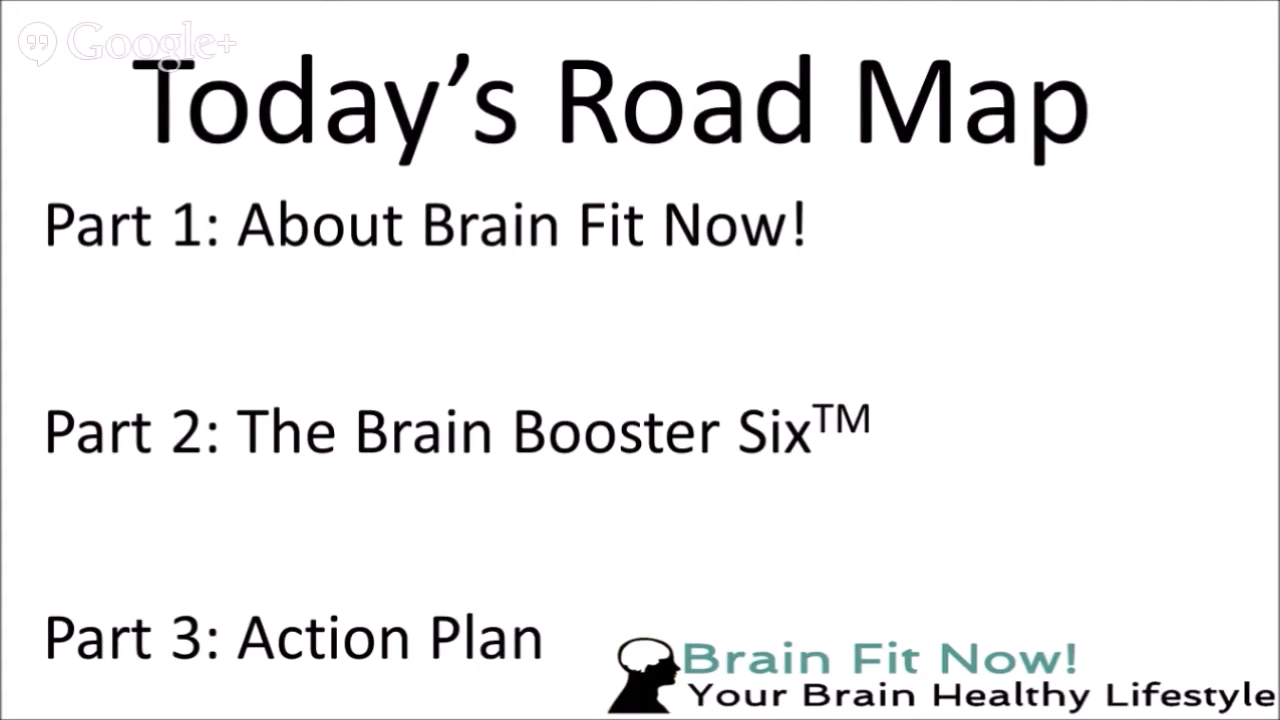 Google+
Today’s Road Map
Part 1: About Brain Fit Now!
Part 2: The Brain Booster Six™
Part 3: Action Plan
Brain Fit Now!
Your Brain Healthy Lifestyle